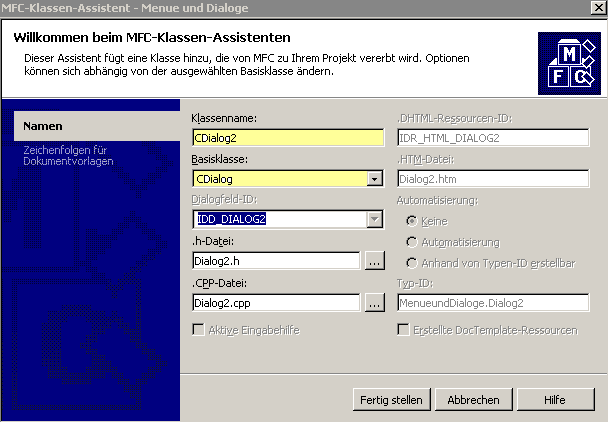 MFC-Klassen-Assistent - Menue und Dialoge
Willkommen beim MFC-Klassen-Assistenten
Dieser Assistent fügt eine Klasse hinzu, die von MFC zu Ihrem Projekt vererbt wird. Optionen
können sich abhängig von der ausgewählten Basisklasse ändern.
M
F C
Namen
Zeichenfolgen für
Dokumentvorlagen
Klassenname:
CDialog2
Basisklasse:
CDialog
Dialogfeld-ID:
IDD_DIALOG2
.h-Datei:
Dialog2.h
...
.CPP-Datei:
Dialog2.cpp
...
Aktive Eingabehilfe
.DHTML-Ressourcen-ID:
IDR_HTML_DIALOG2
.HTM-Datei:
Dialog2.htm
Automatisierung:
Keine
Automatisierung
Anhand von Typen-ID erstellbar
Typ-ID:
MenueundDialoge.Dialog2
Erstellte DocTemplate-Ressourcen
Fertig stellen
Abbrechen
Hilfe